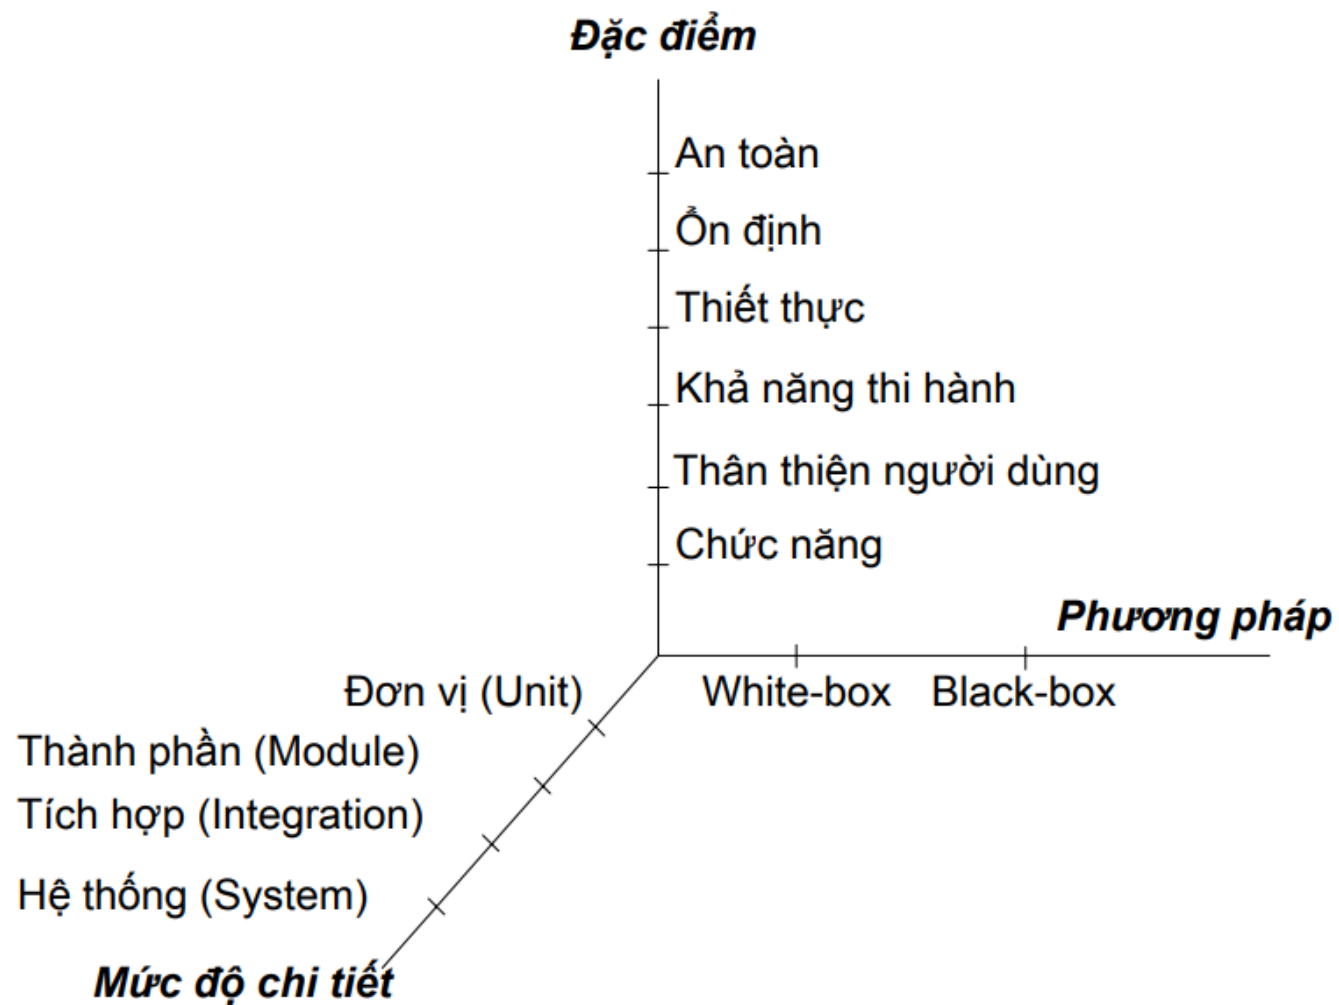 Đặc điểm
An toàn
Ổn định
Thiết thực
Khả năng thi hành
Thân thiện người dùng
Chức năng
Phương pháp
White-box
Black-box
Đơn vị (Unit)
Thành phần (Module)
Tích hợp (Integration)
Hệ thống (System)
Mức độ chi tiết